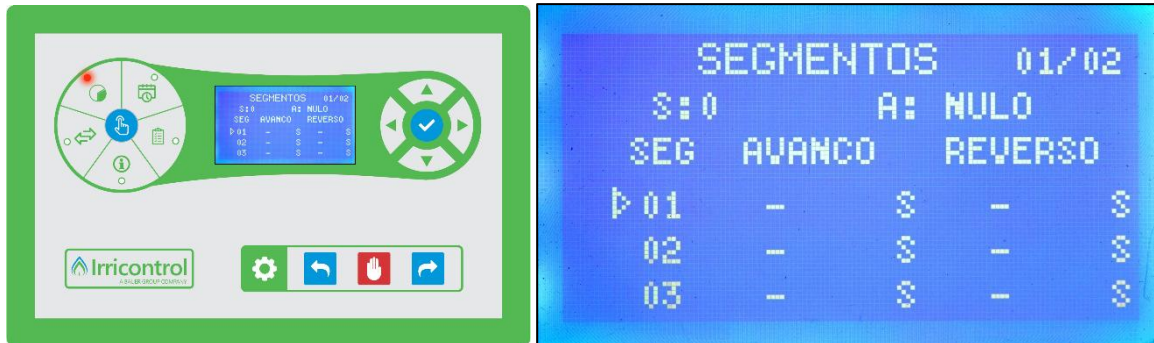 SEGMENTOS 01/02
S:0 A: NULO
SEG AVANCO REVERSO
01 - S - S
02 - S - S
03 - S - S
Irricontrol
A BAUER GROUP COMPANY
SEGMENTOS 01/02
S:0 A: NULO
SEG AVANCO REVERSO
01 - S - S
02 - S - S
03 - S - S